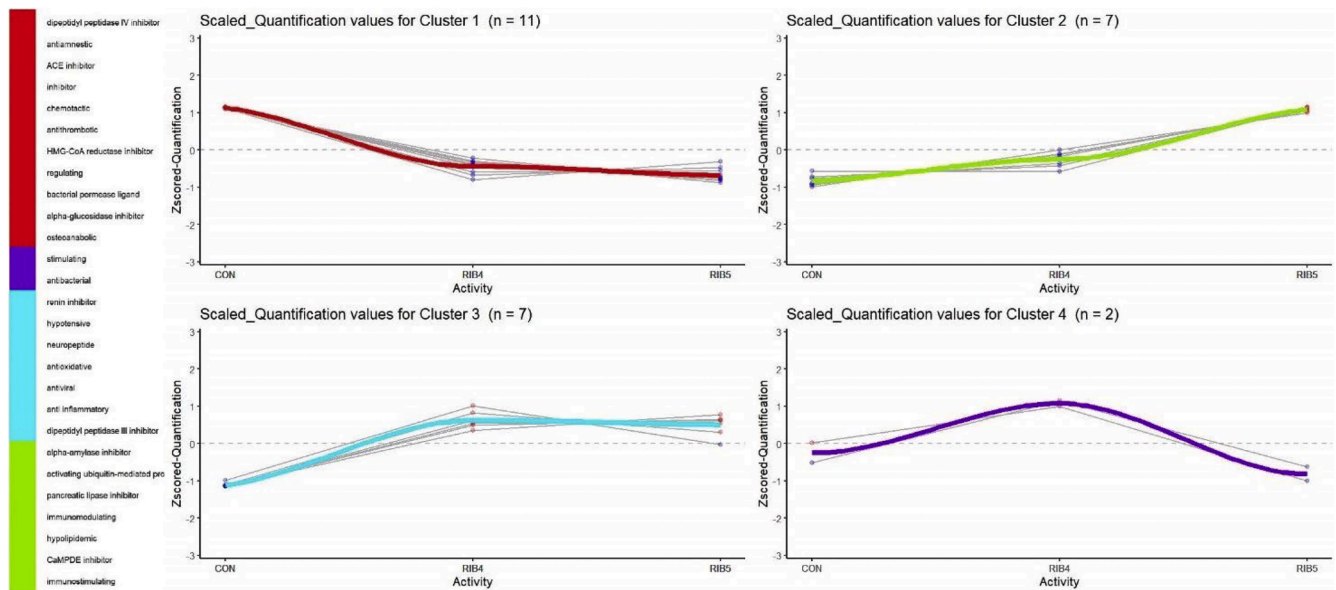 dipeptidyl peptidase IV inhibitor
antiamnestic
ACE inhibitor
inhibitor
chemotactic
antithrombotic
HMG-CoA reductase inhibitor
regulating
bacterial permease ligand
alpha-glucosidase inhibitor
osteoanabolic
stimulating
antibacterial
renin inhibitor
hypotensive
neuropeptide
antioxidative
antiviral
anti inflammatory
dipeptidyl peptidase III inhibitor
alpha-amylase inhibitor
activating ubiquitin-mediated pro
pancreatic lipase inhibitor
immunomodulating
hypolipidemic
CaMPDE inhibitor
immunostimulating
Scaled_Quantification values for Cluster 1 (n = 11)
Zscored-Quantification
3
2
1
0
-1
-2
-3
CON
RIB4
RIB5
Activity
Scaled_Quantification values for Cluster 2 (n = 7)
Zscored-Quantification
3
2
1
0
-1
-2
-3
CON
RIB4
RIB5
Activity
Scaled_Quantification values for Cluster 3 (n = 7)
Zscored-Quantification
3
2
1
0
-1
-2
-3
CON
RIB4
RIB5
Activity
Scaled_Quantification values for Cluster 4 (n = 2)
Zscored-Quantification
3
2
1
0
-1
-2
-3
CON
RIB4
RIB5
Activity